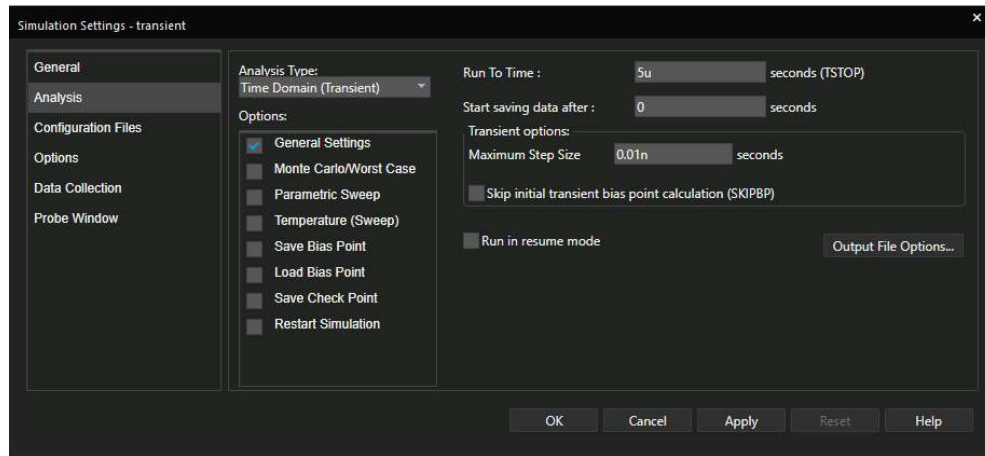 Simulation Settings - transient
×
General
Analysis
Configuration Files
Options
Data Collection
Probe Window
Analysis Type:
Time Domain (Transient)
Options:
General Settings
Monte Carlo/Worst Case
Parametric Sweep
Temperature (Sweep)
Save Bias Point
Load Bias Point
Save Check Point
Restart Simulation
Run To Time : 5u seconds (TSTOP)
Start saving data after : 0 seconds
Transient options:
Maximum Step Size 0.01n seconds
Skip initial transient bias point calculation (SKIPBP)
Run in resume mode
Output File Options...
OK Cancel Apply Reset Help